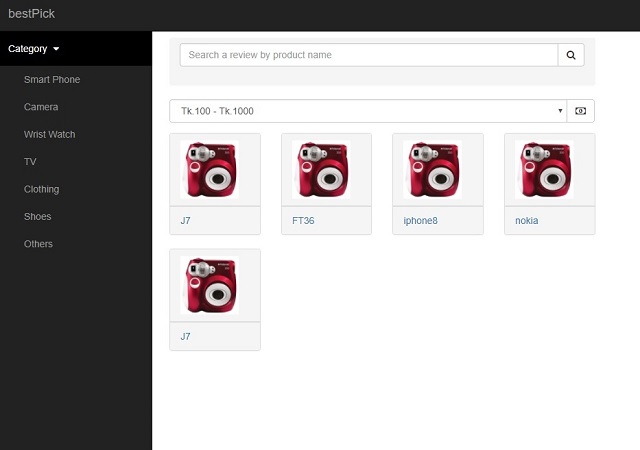 bestPick
Category
Smart Phone
Camera
Wrist Watch
TV
Clothing
Shoes
Others
Search a review by product name
Tk.100 - Tk.1000
J7
FT36
iphone8
nokia
J7